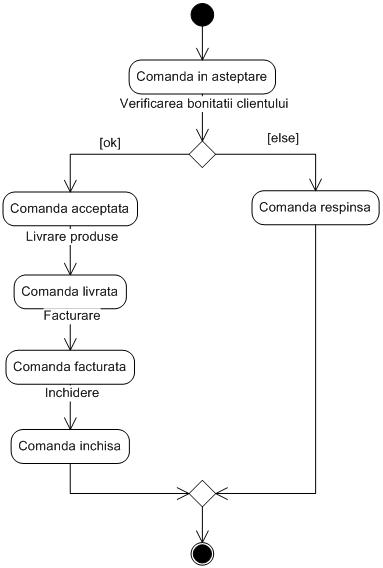 Comanda in asteptare
Verificarea bonitatii clientului
[ok]
[else]
Comanda acceptata
Comanda respinsa
Livrare produse
Comanda livrata
Facturare
Comanda facturata
Inchidere
Comanda inchisa